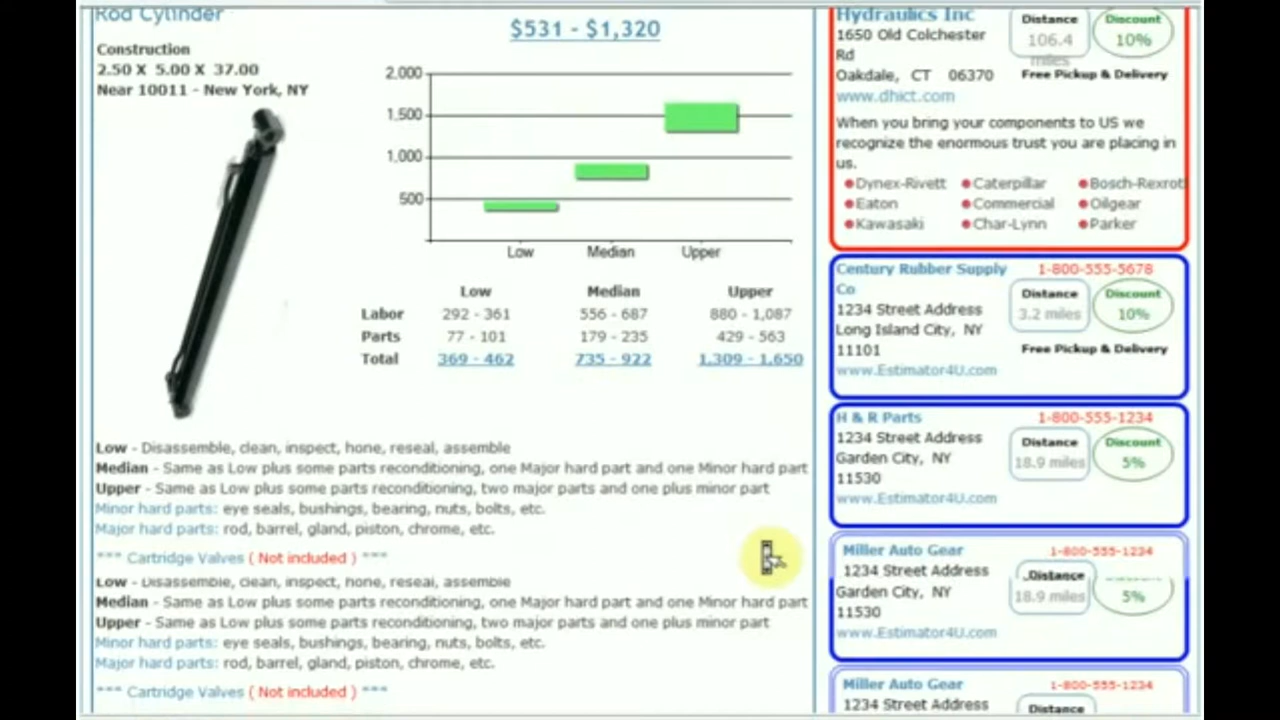 Rod Cylinder
$531 - $1,320
Construction
2.50 X 5.00 X 37.00
Near 10011 - New York, NY
2,000
1,500
1,000
500
Low Median Upper
Low Median Upper
Labor 292 - 361 556 - 687 880 - 1,087
Parts 77 - 101 179 - 235 429 - 563
Total 369 - 462 735 - 922 1,309 - 1,650
Low - Disassemble, clean, inspect, hone, reseal, assemble
Median - Same as Low plus some parts reconditioning, one Major hard part and one Minor hard part
Upper - Same as Low plus some parts reconditioning, two major parts and one plus minor part
Minor hard parts: eye seals, bushings, bearing, nuts, bolts, etc.
Major hard parts: rod, barrel, gland, piston, chrome, etc.
*** Cartridge Valves ( Not included ) ***
Low - Disassemble, clean, inspect, hone, reseal, assemble
Median - Same as Low plus some parts reconditioning, one Major hard part and one Minor hard part
Upper - Same as Low plus some parts reconditioning, two major parts and one plus minor part
Minor hard parts: eye seals, bushings, bearing, nuts, bolts, etc.
Major hard parts: rod, barrel, gland, piston, chrome, etc.
*** Cartridge Valves ( Not included ) ***
Hydraulics Inc
1650 Old Colchester
Rd
Oakdale, CT 06370
www.dhict.com
Distance
106.4
miles
Discount
10%
Free Pickup & Delivery
When you bring your components to US we
recognize the enormous trust you are placing in
us.
Dynex-Rivett Caterpillar Bosch-Rexrot
Eaton Commercial Oilgear
Kawasaki Char-Lynn Parker
Century Rubber Supply
Co
1-800-555-5678
1234 Street Address
Long Island City, NY
11101
www.Estimator4U.com
Distance
3.2 miles
Discount
10%
Free Pickup & Delivery
H & R Parts
1-800-555-1234
1234 Street Address
Garden City, NY
11530
www.Estimator4U.com
Distance
18.9 miles
Discount
5%
Miller Auto Gear
1-800-555-1234
1234 Street Address
Garden City, NY
11530
www.Estimator4U.com
Distance
18.9 miles
5%
Miller Auto Gear
1-800-555-1234
1234 Street Address
Distance